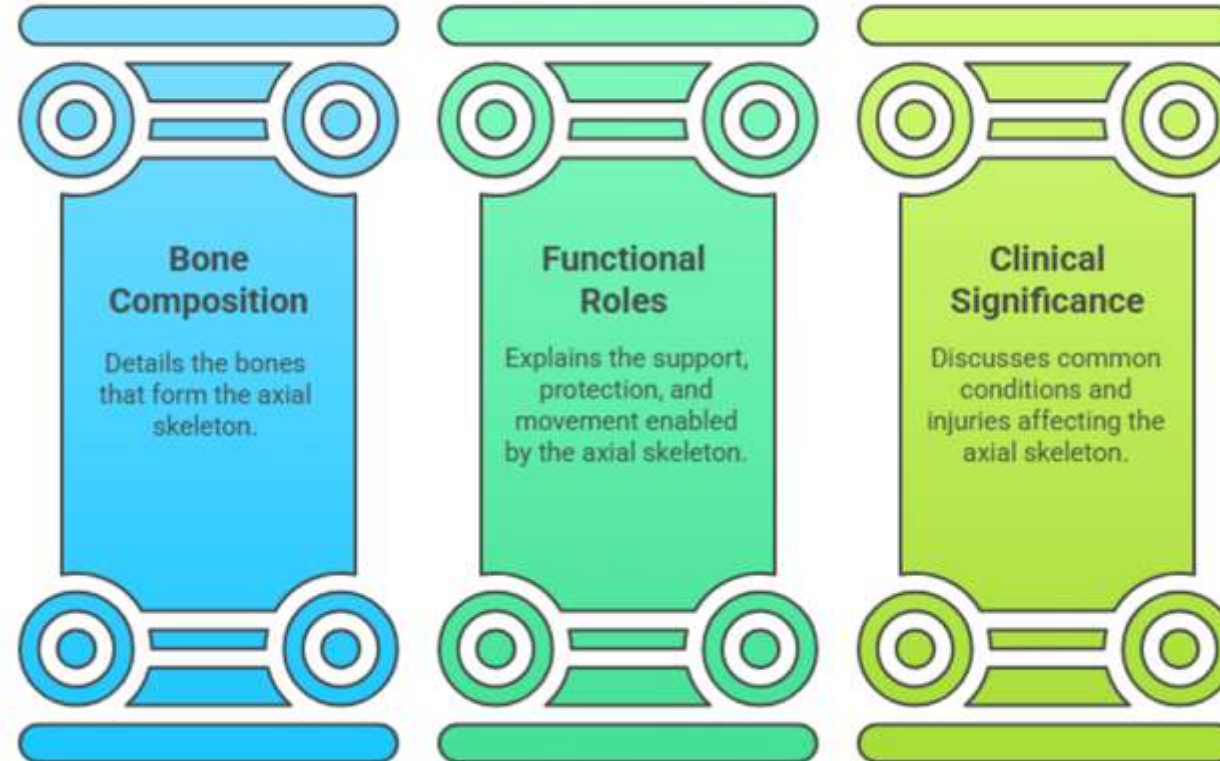 Bone
Composition
Details the bones
that form the axial
skeleton.
Functional
Roles
Explains the support,
protection, and
movement enabled
by the axial skeleton.
Clinical
Significance
Discusses common
conditions and
injuries affecting the
axial skeleton.